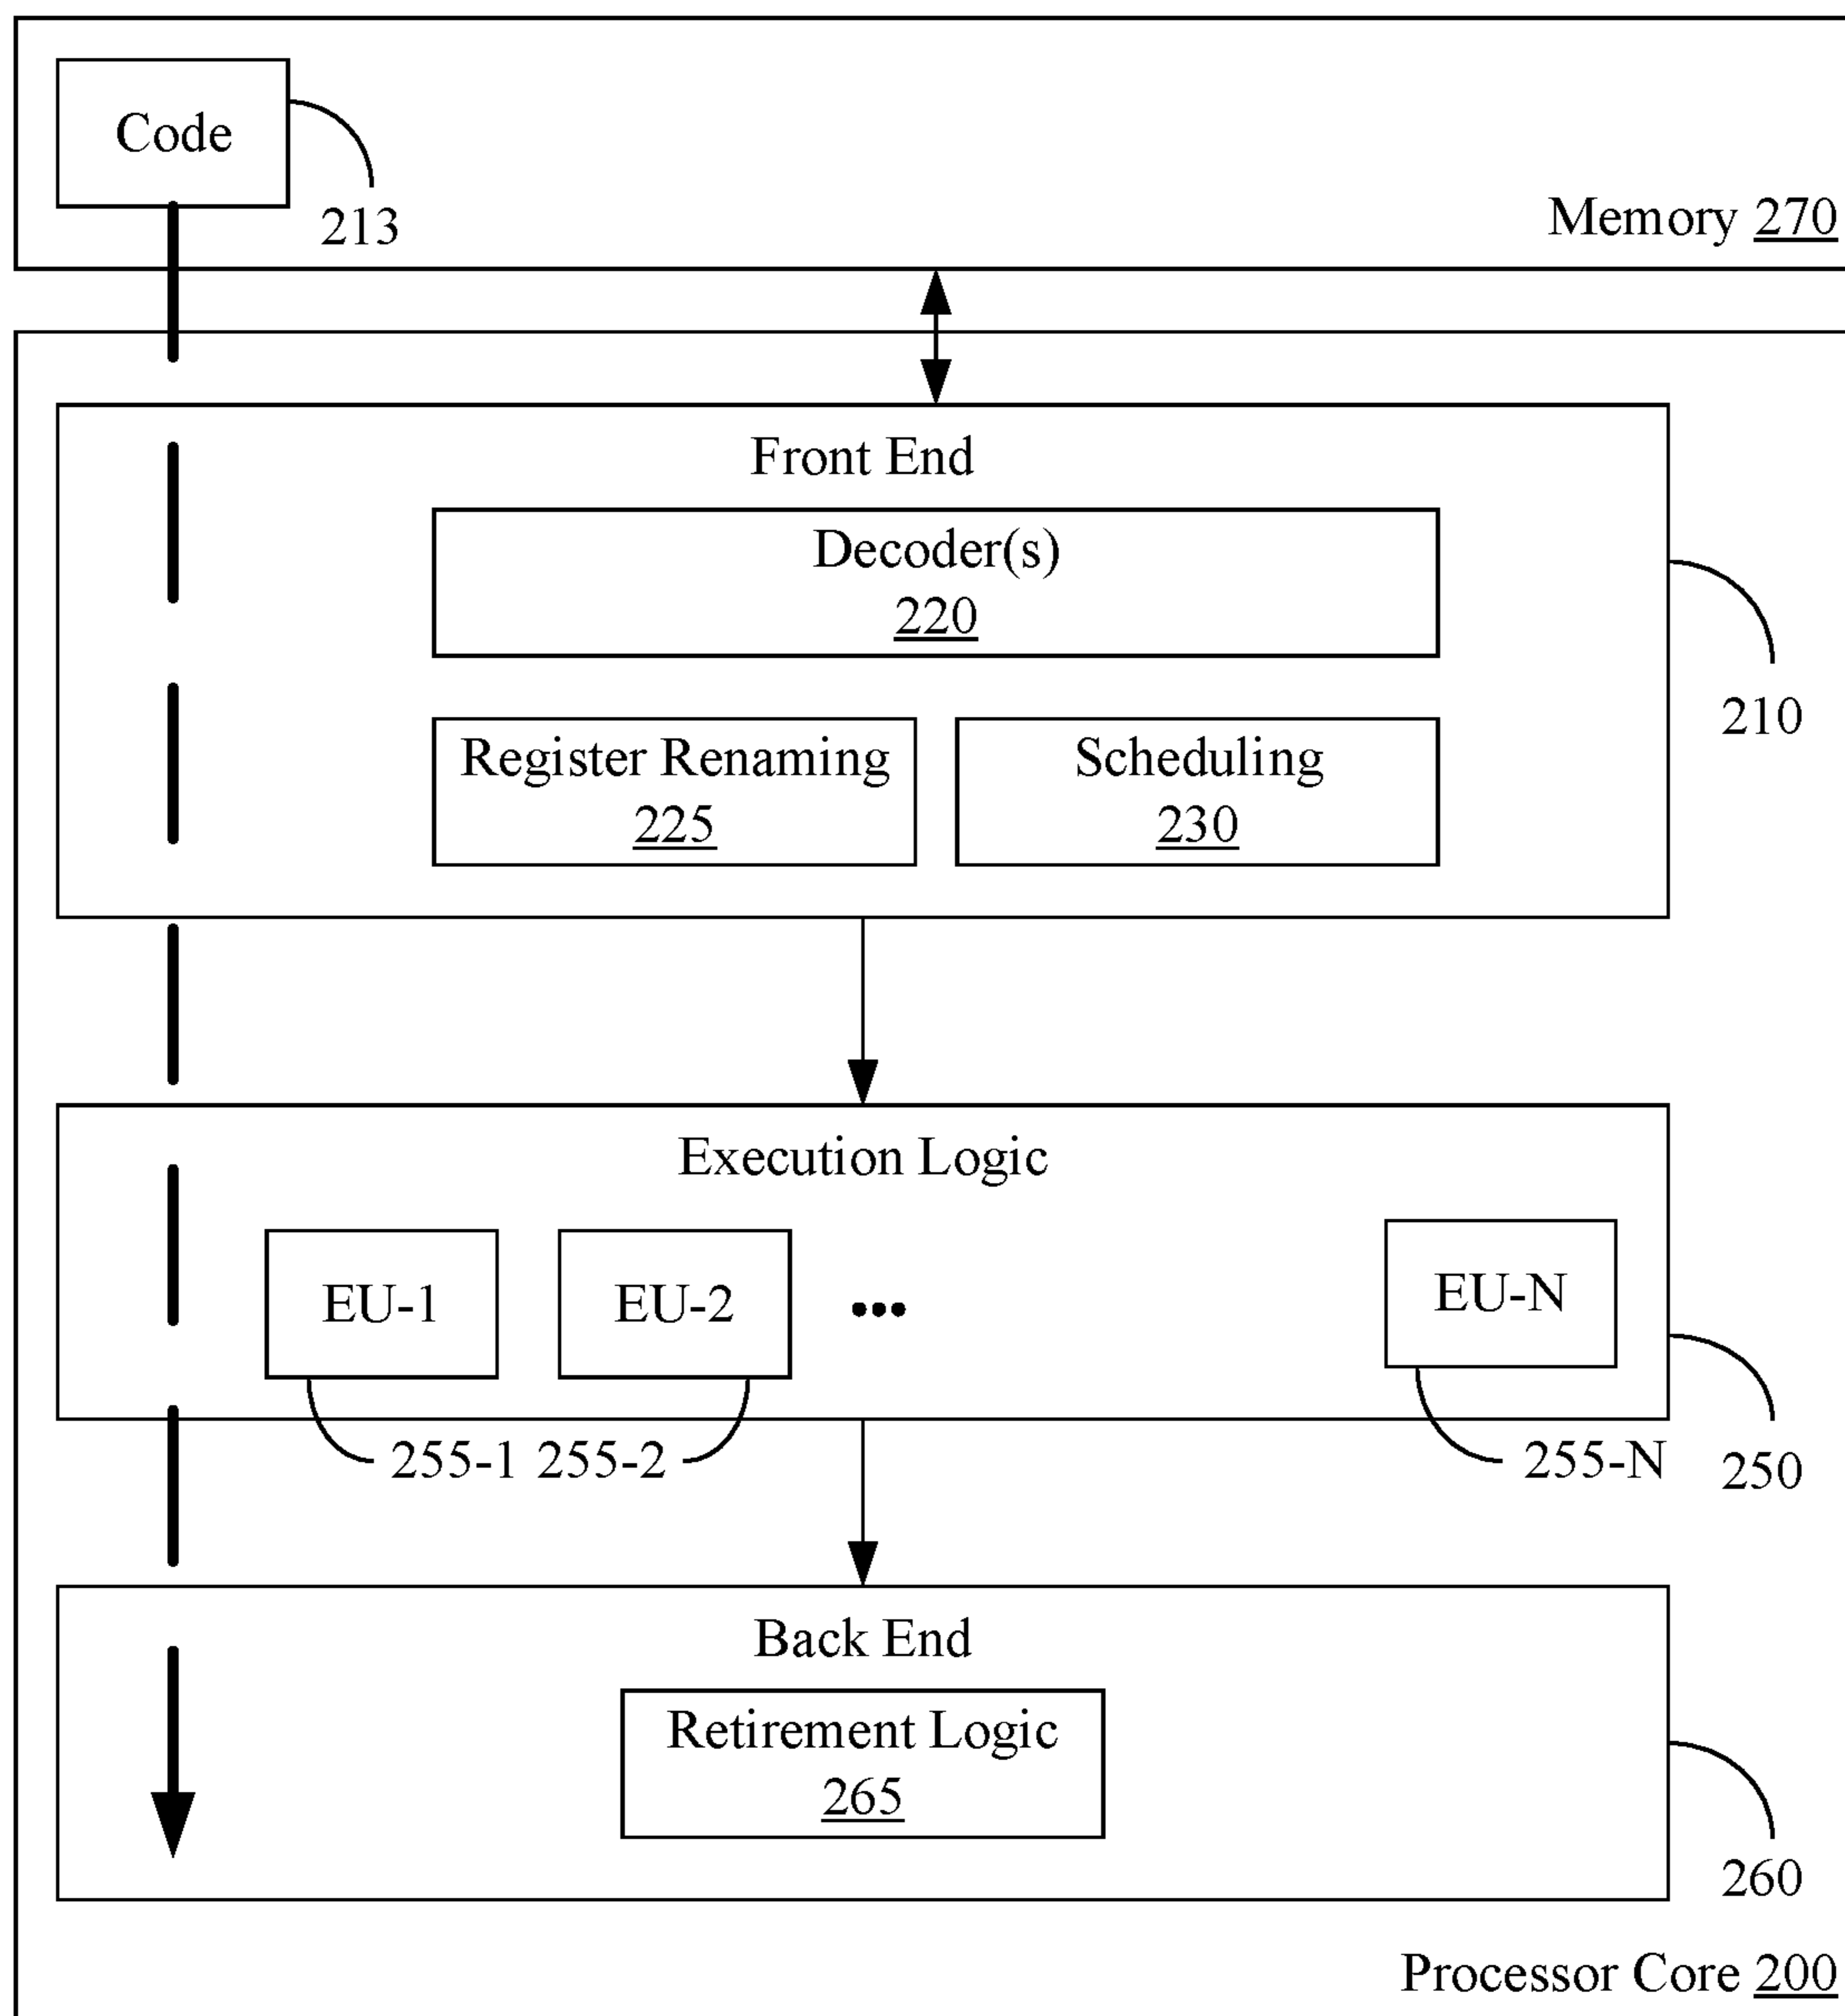 Code
213
Memory 270
Front End
Decoder(s)
220
210
Register Renaming
225
Scheduling
230
Execution Logic
EU-1
EU-2
•••
EU-N
255-1 255-2
255-N
250
Back End
Retirement Logic
265
260
Processor Core 200